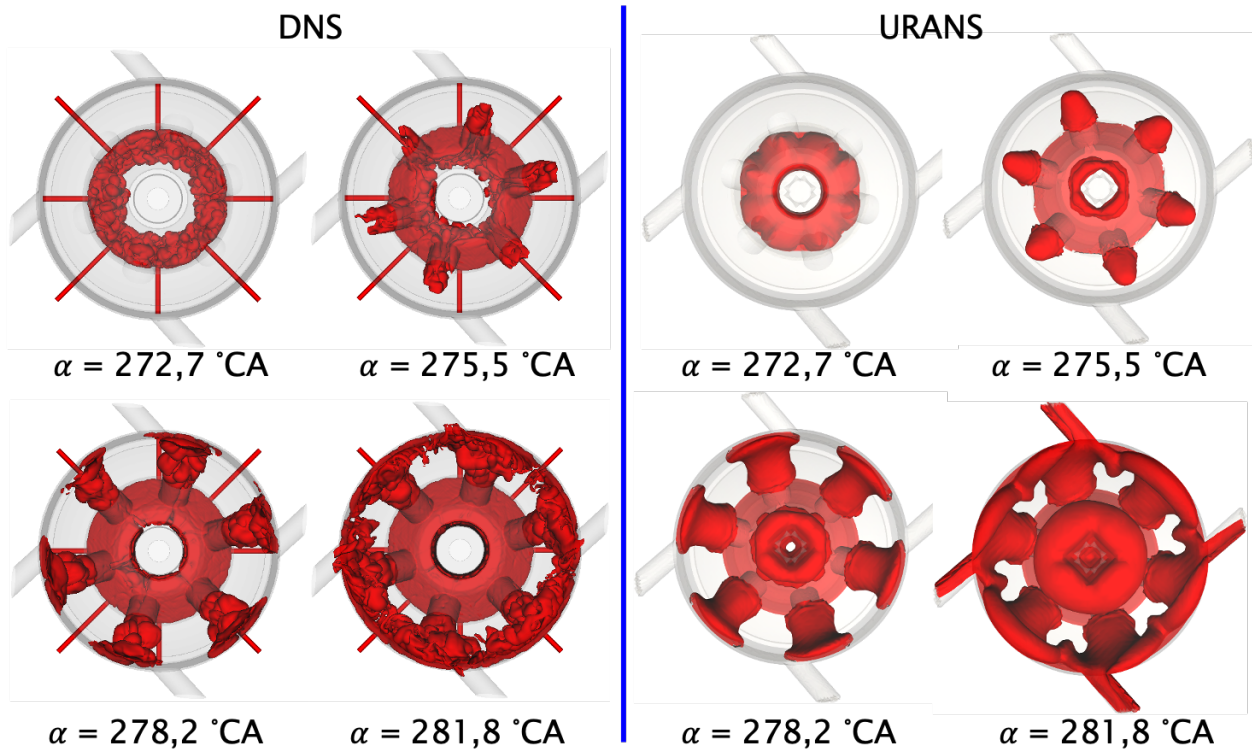 DNS
URANS
𝛼 = 272,7 °CA
𝛼 = 275,5 °CA
𝛼 = 272,7 °CA
𝛼 = 275,5 °CA
𝛼 = 278,2 °CA
𝛼 = 281,8 °CA
𝛼 = 278,2 °CA
𝛼 = 281,8 °CA